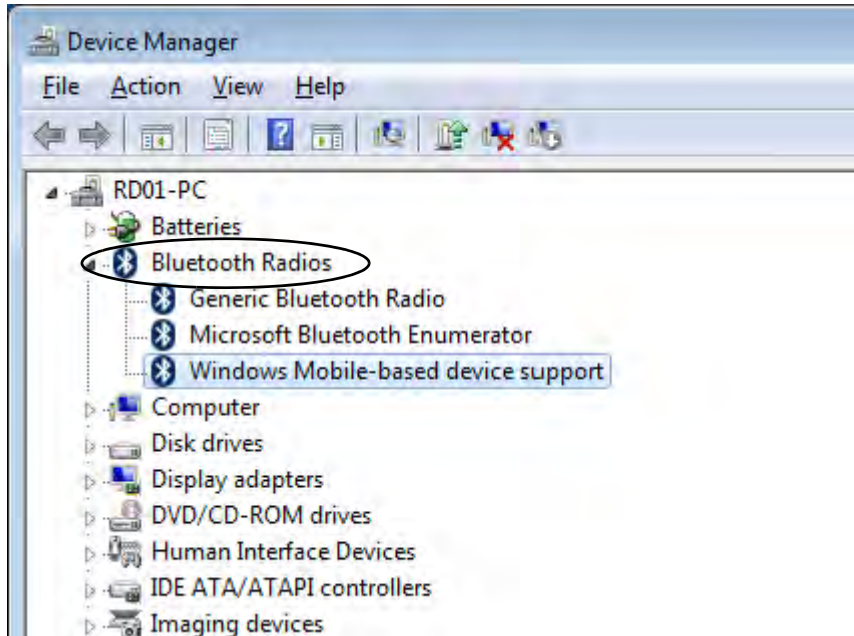 Device Manager
File Action View Help
RD01-PC
Batteries
Bluetooth Radios
Generic Bluetooth Radio
Microsoft Bluetooth Enumerator
Windows Mobile-based device support
Computer
Disk drives
Display adapters
DVD/CD-ROM drives
Human Interface Devices
IDE ATA/ATAPI controllers
Imaging devices